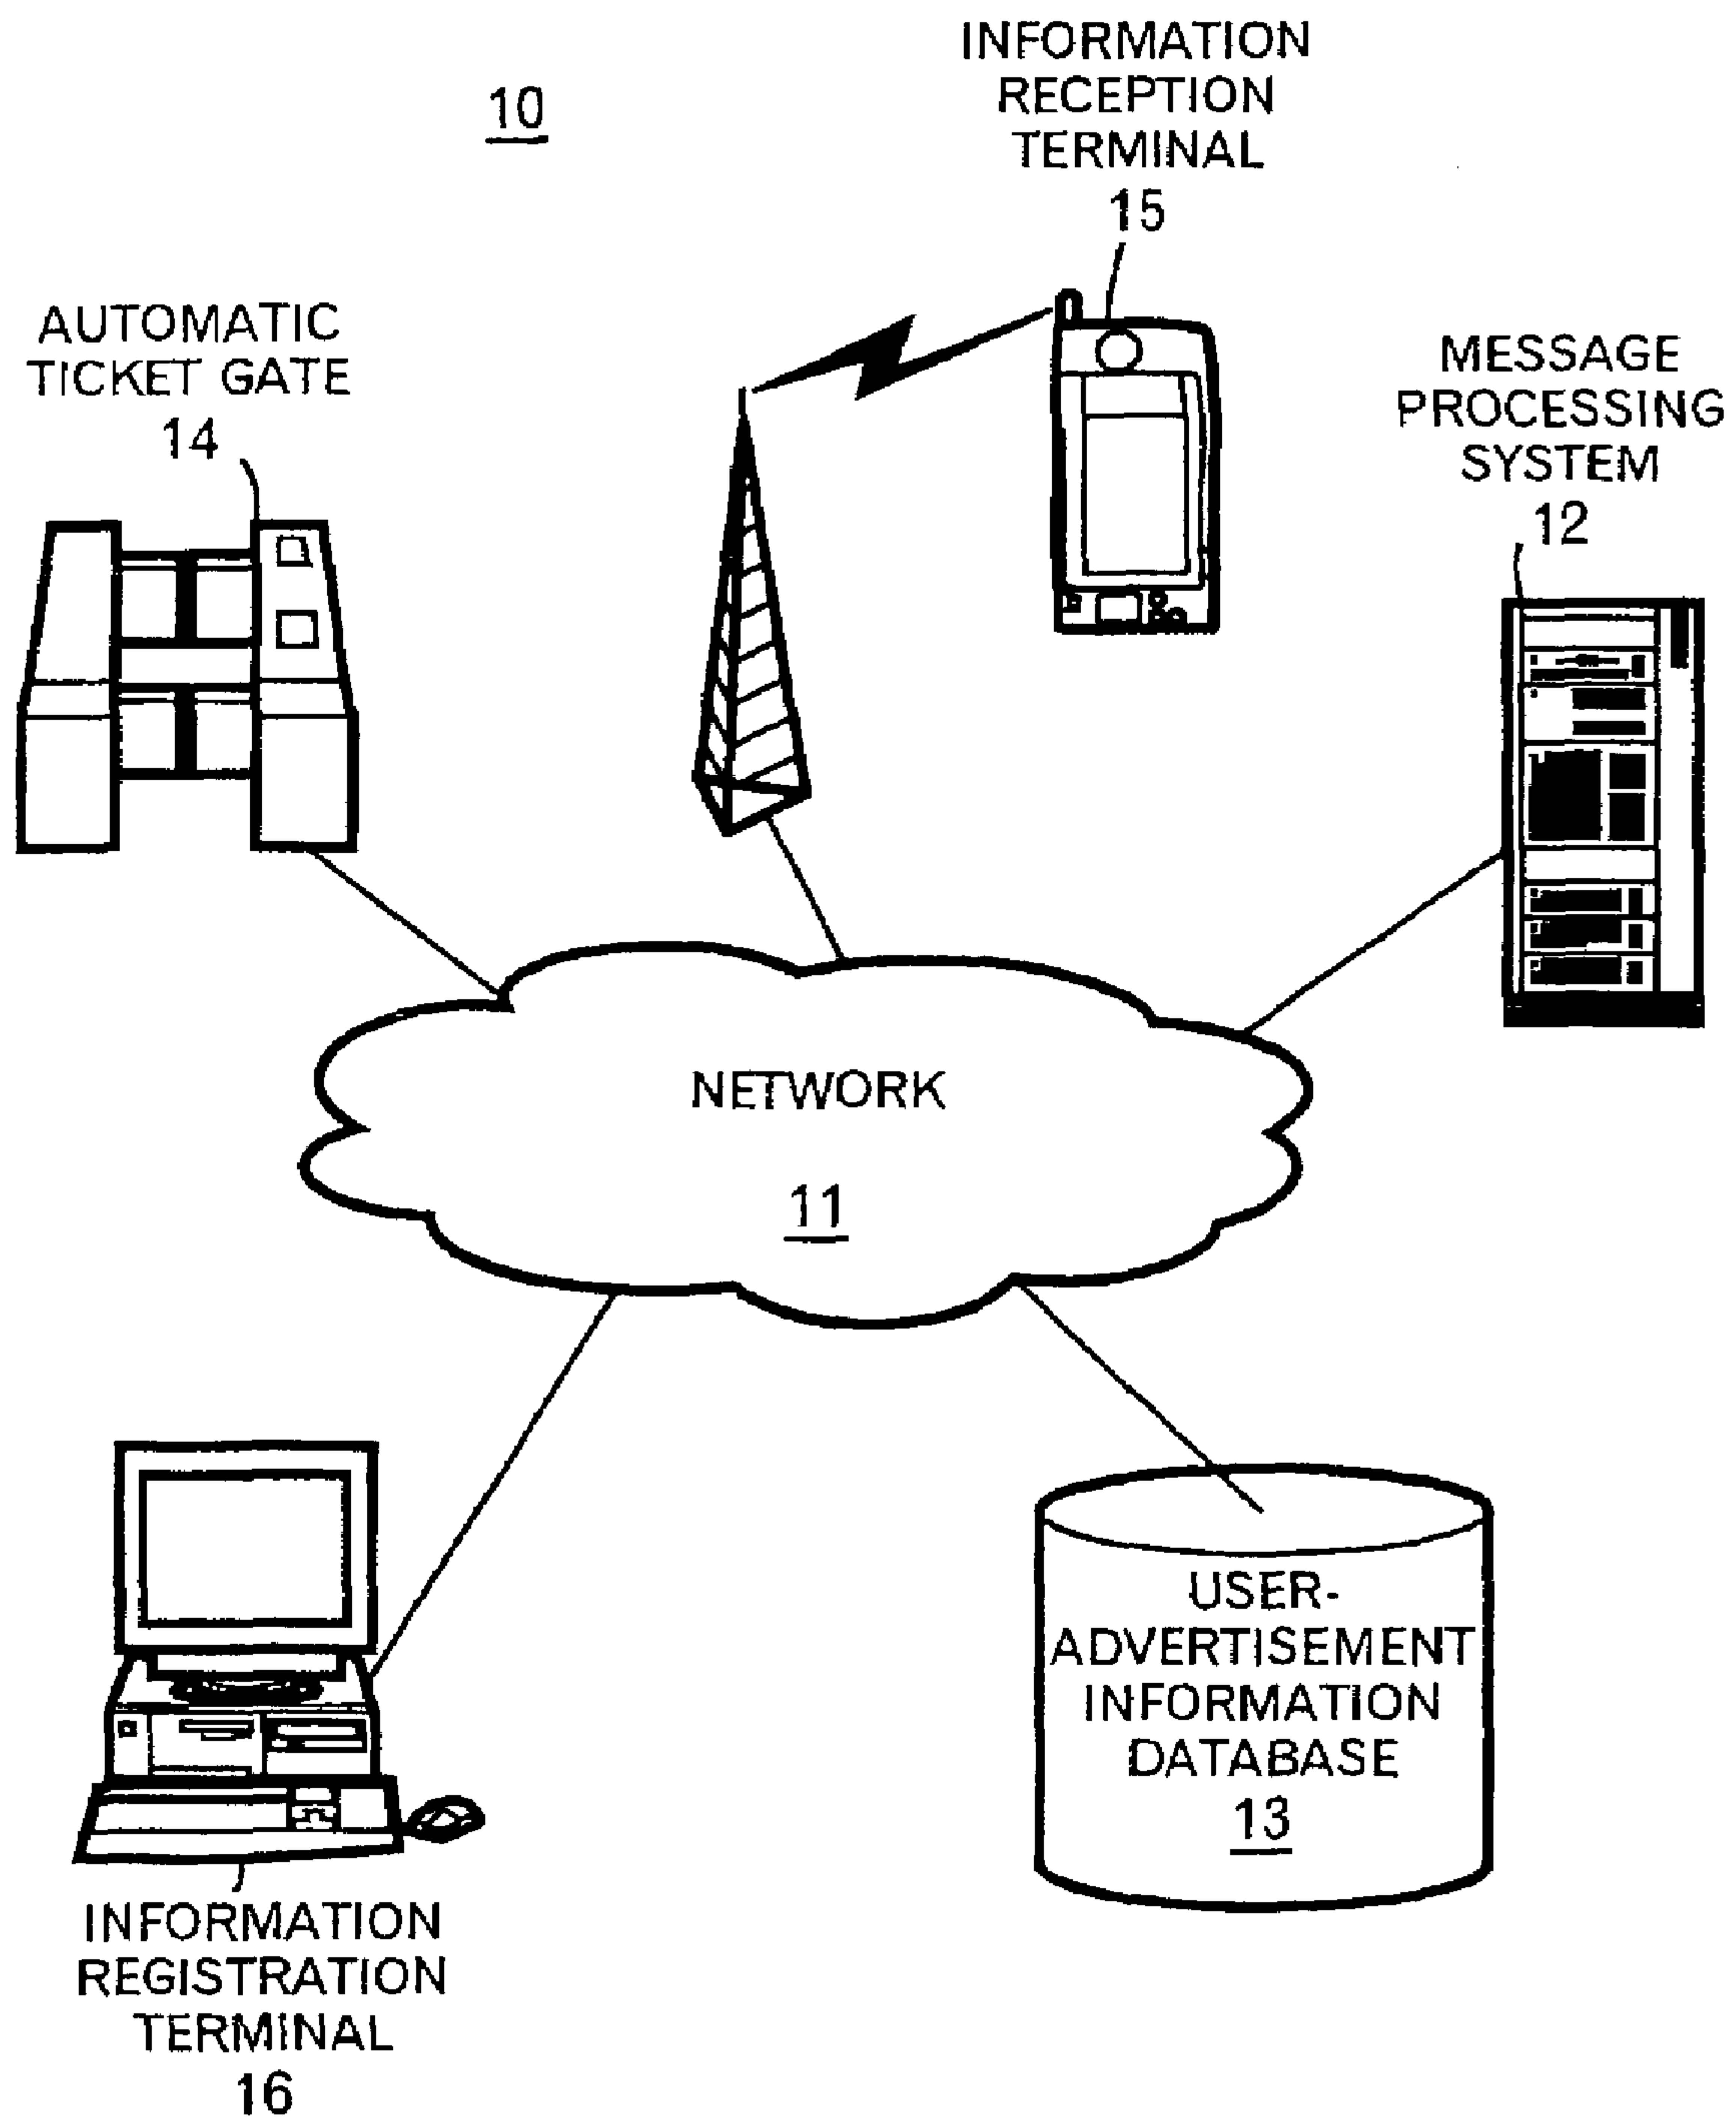 10
INFORMATION
RECEPTION
TERMINAL
15
AUTOMATIC
TICKET GATE
14
MESSAGE
PROCESSING
SYSTEM
12
NETWORK
11
USER-
ADVERTISEMENT
INFORMATION
DATABASE
13
INFORMATION
REGISTRATION
TERMINAL
16